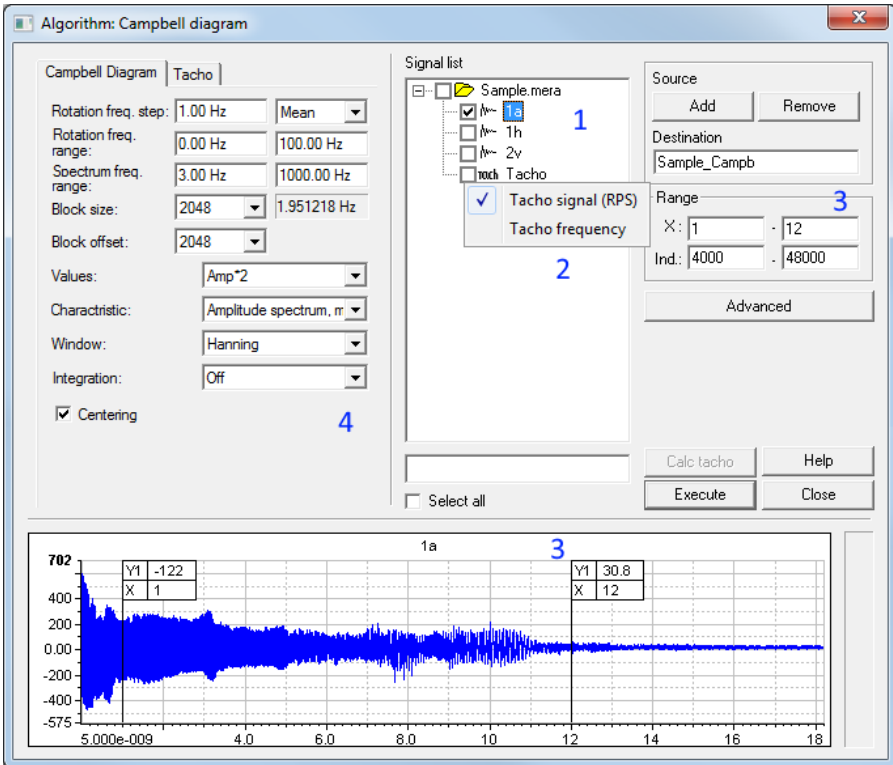 Algorithm: Campbell diagram
x
Campbell Diagram
Tacho
Rotation freq. step: 1.00 Hz Mean
Rotation freq. range: 0.00 Hz 100.00 Hz
Spectrum freq. range: 3.00 Hz 1000.00 Hz
Block size: 2048 1.951218 Hz
Block offset: 2048
Values: Amp*2
Charactristic: Amplitude spectrum, m
Window: Hanning
Integration: Off
Centering
4
Signal list
Sample.mera
1a
1h
2v
Tacho
1
Tacho signal (RPS)
Tacho frequency
2
Select all
Source
Add Remove
Destination
Sample_Campb
Range
3
X: 1 - 12
Ind.: 4000 - 48000
Advanced
Calc tacho Help
Execute Close
1a
3
702
400
200
0.00
-200
-400
-575
Y1 -122
X 1
Y1 30.8
X 12
5.000e-009 4.0 6.0 8.0 10 12 14 16 18